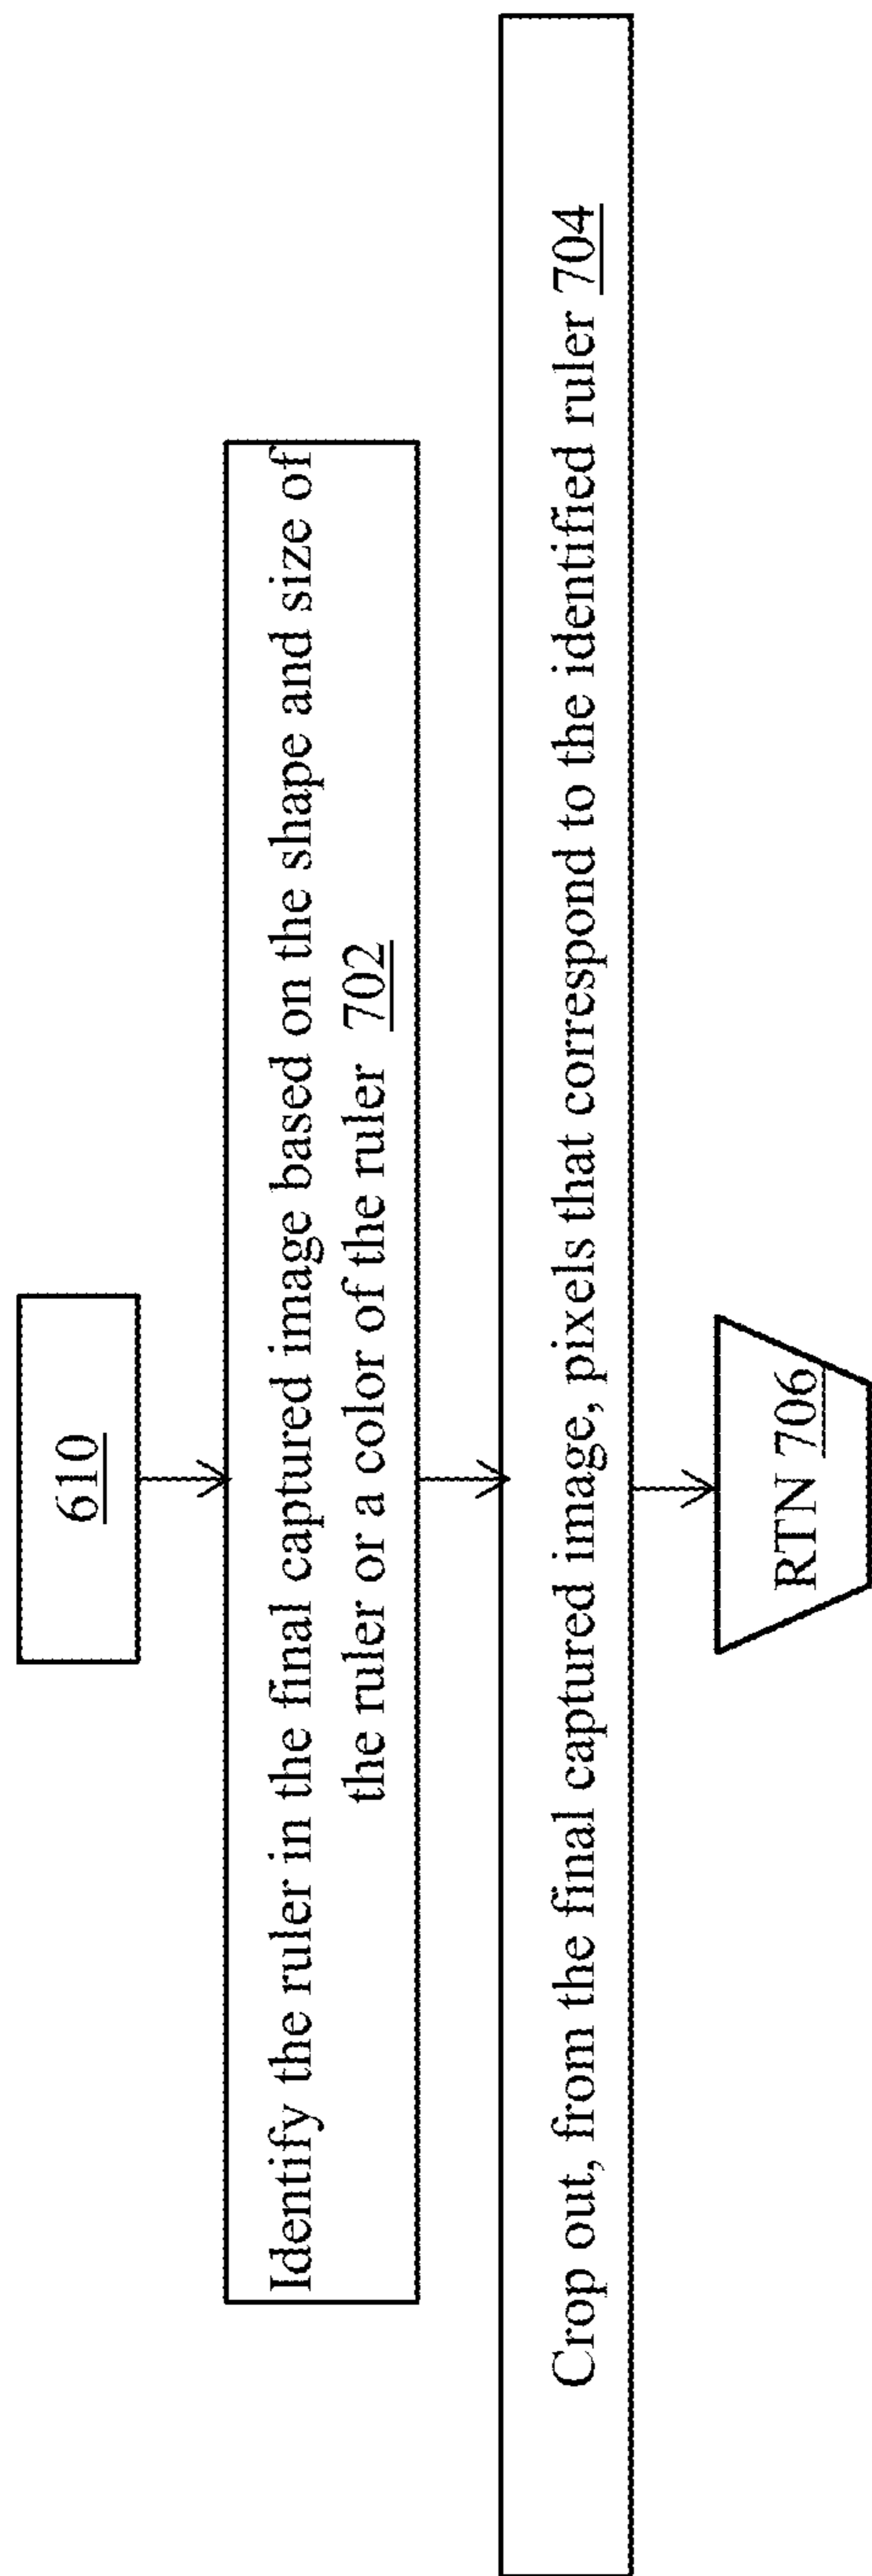 610
Identify the ruler in the final captured image based on the shape and size of
the ruler or a color of the ruler 702
Crop out, from the final captured image, pixels that correspond to the identified ruler 704
RTN 706